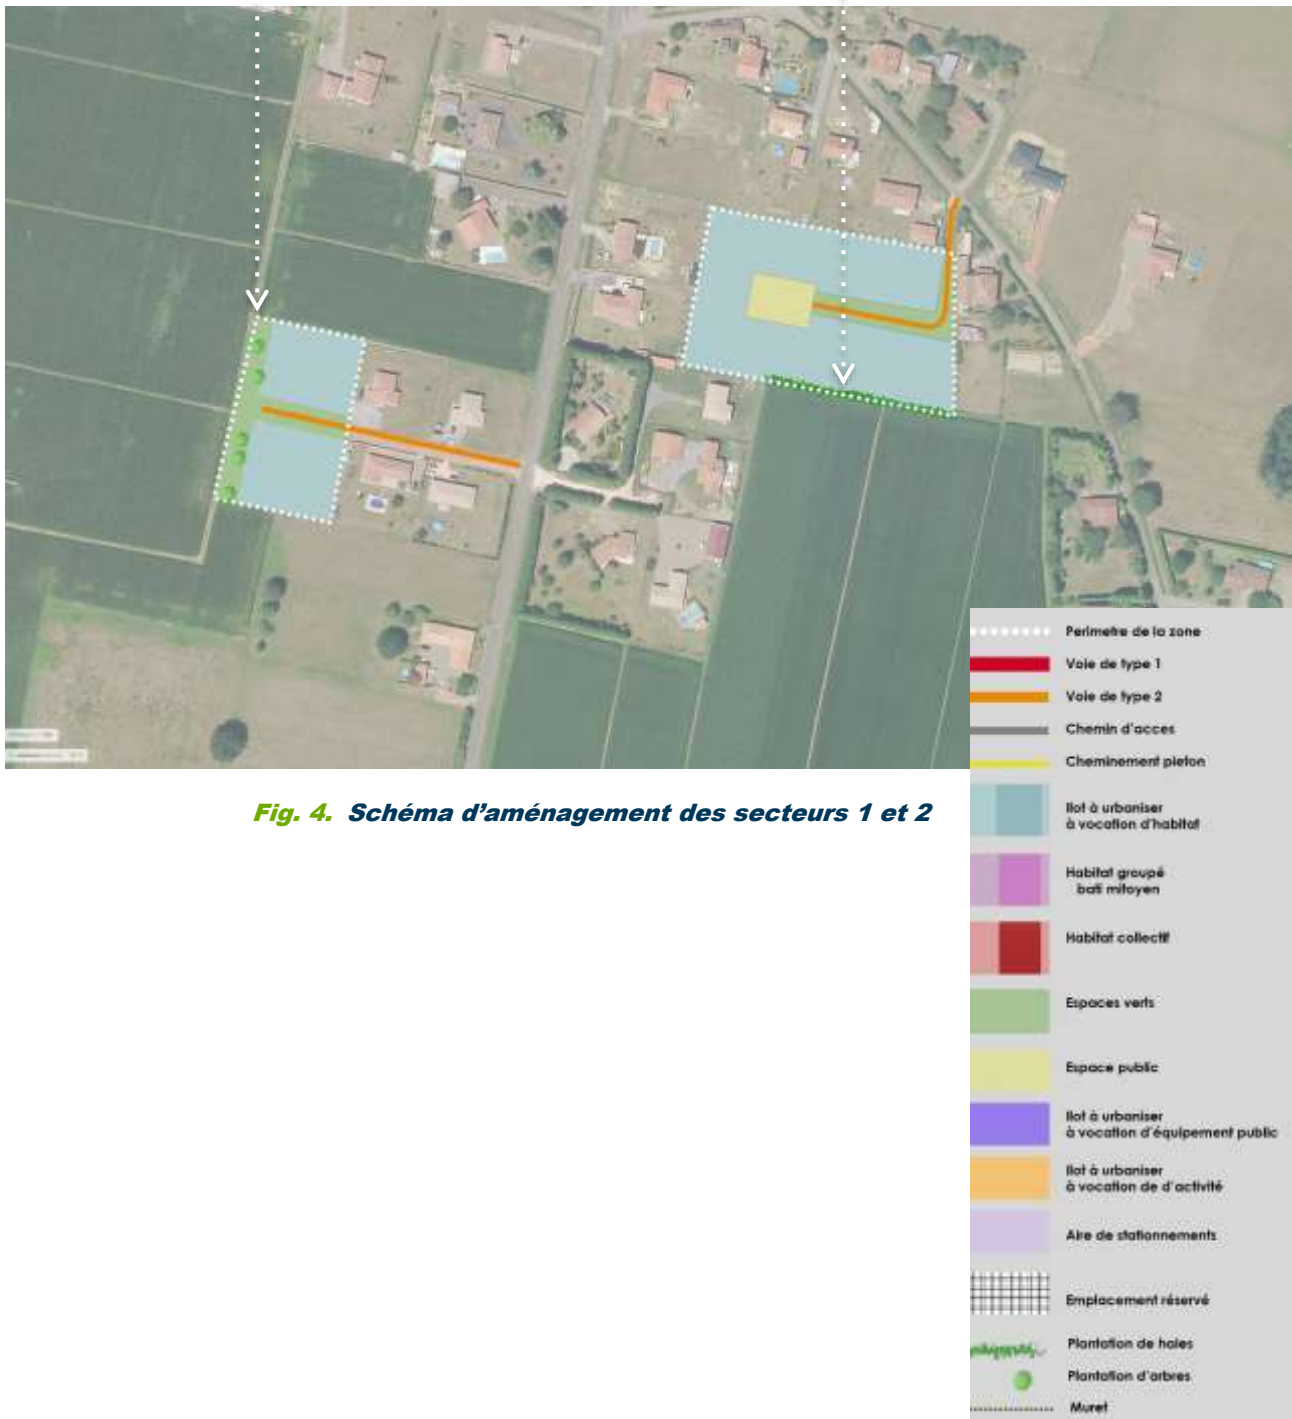 Perimetre de la zone
Voie de type 1
Voie de type 2
Chemin d'acces
Cheminement pieton
Ilot à urbaniser
à vocation d'habitat
Habitat groupé
bati mitoyen
Habitat collectif
Espaces verts
Espace public
Ilot à urbaniser
à vocation d'équipement public
Ilot à urbaniser
à vocation de d'activité
Aire de stationnements
Emplacement réservé
Plantation de haies
Plantation d'arbres
Muret
Fig. 4. Schéma d'aménagement des secteurs 1 et 2